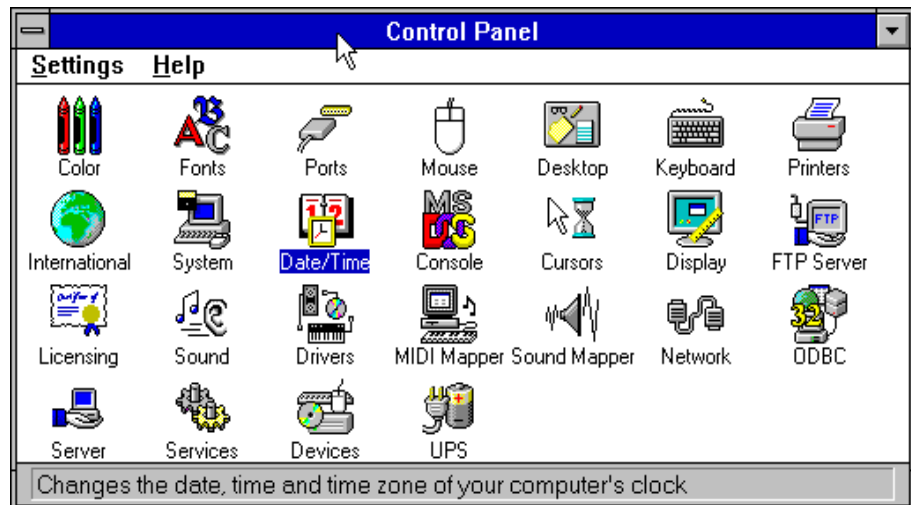 Control Panel
Settings Help
Color Fonts Ports Mouse Desktop Keyboard Printers
International System Date/Time Console Cursors Display FTP Server
Licensing Sound Drivers MIDI Mapper Sound Mapper Network ODBC
Server Services Devices UPS
Changes the date, time and time zone of your computer's clock